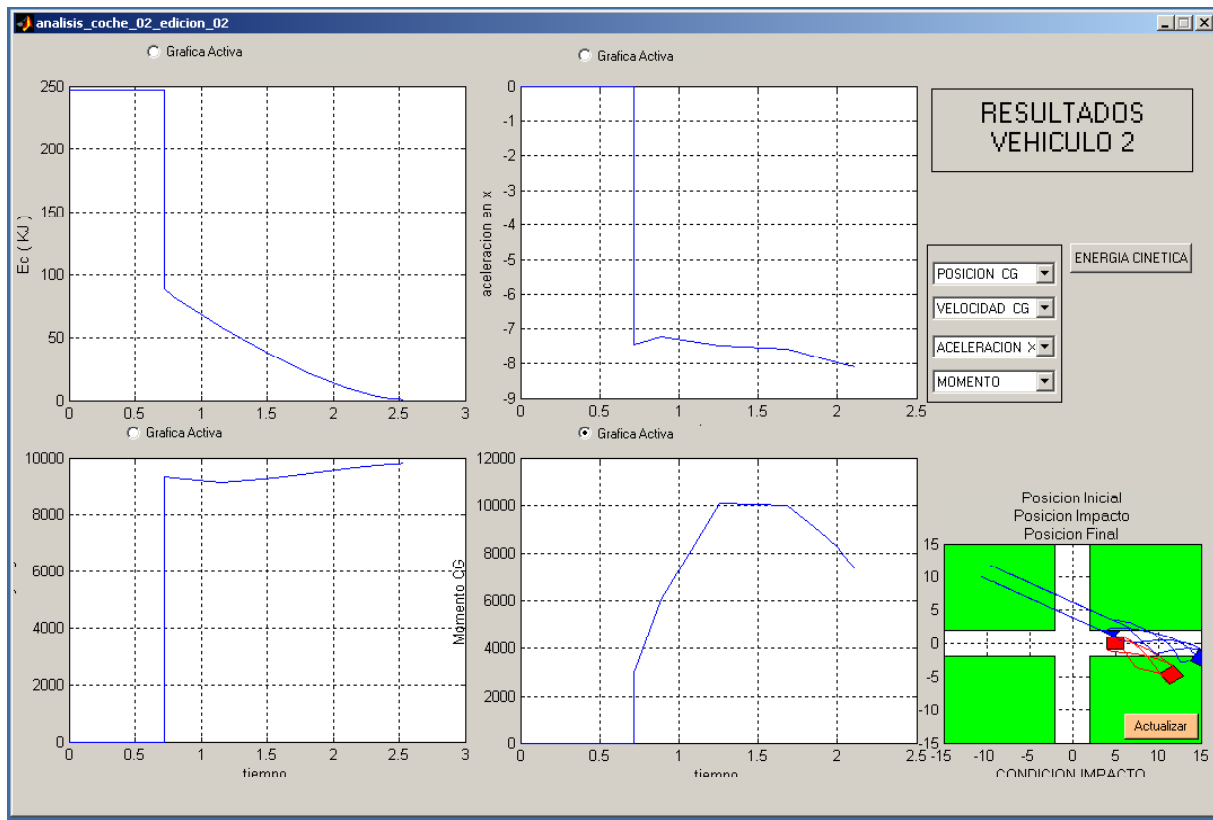 analisis_coche_02_edicion_02
Grafica Activa
Grafica Activa
250
200
150
100
50
0
Ec ( KJ )
0 0.5 1 1.5 2 2.5 3
0
-1
-2
-3
-4
-5
-6
-7
-8
-9
aceleracion en x
0 0.5 1 1.5 2 2.5
RESULTADOS
VEHICULO 2
POSICION CG
VELOCIDAD CG
ACELERACION X
MOMENTO
ENERGIA CINETICA
Grafica Activa
Grafica Activa
10000
8000
6000
4000
2000
0
0 0.5 1 1.5 2 2.5 3
tiempo
12000
10000
8000
6000
4000
2000
0
Momento CG
0 0.5 1 1.5 2 2.5
tiempo
Posicion Inicial
Posicion Impacto
Posicion Final
15
10
5
0
-5
-10
-15
-15 -10 -5 0 5 10 15
CONDICION IMPACTO
Actualizar